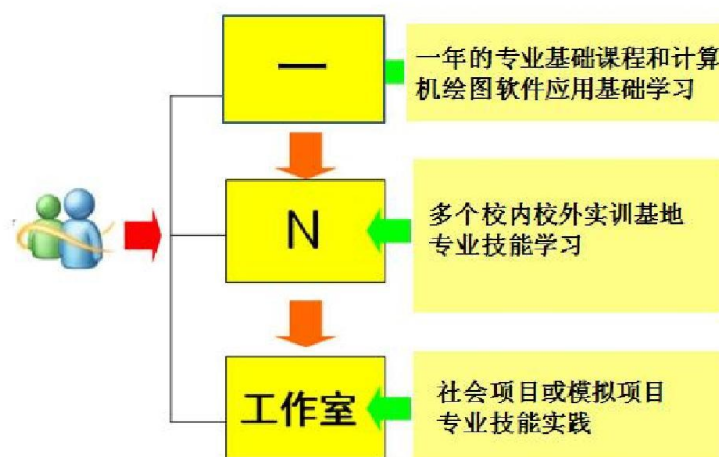 一
一年的专业基础课程和计算
机绘图软件应用基础学习
N
多个校内校外实训基地
专业技能学习
工作室
社会项目或模拟项目
专业技能实践